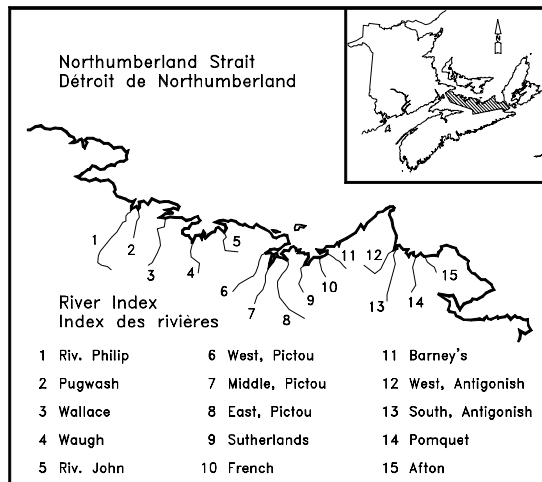 Northumberland Strait
Détroit de Northumberland
N
1
2
3
4
5
6
7
8
9
10
11
12
13
14
15
River Index
Index des rivières
1 Riv. Philip
2 Pugwash
3 Wallace
4 Waugh
5 Riv. John
6 West, Pictou
7 Middle, Pictou
8 East, Pictou
9 Sutherlands
10 French
11 Barney's
12 West, Antigonish
13 South, Antigonish
14 Pomquet
15 Afton